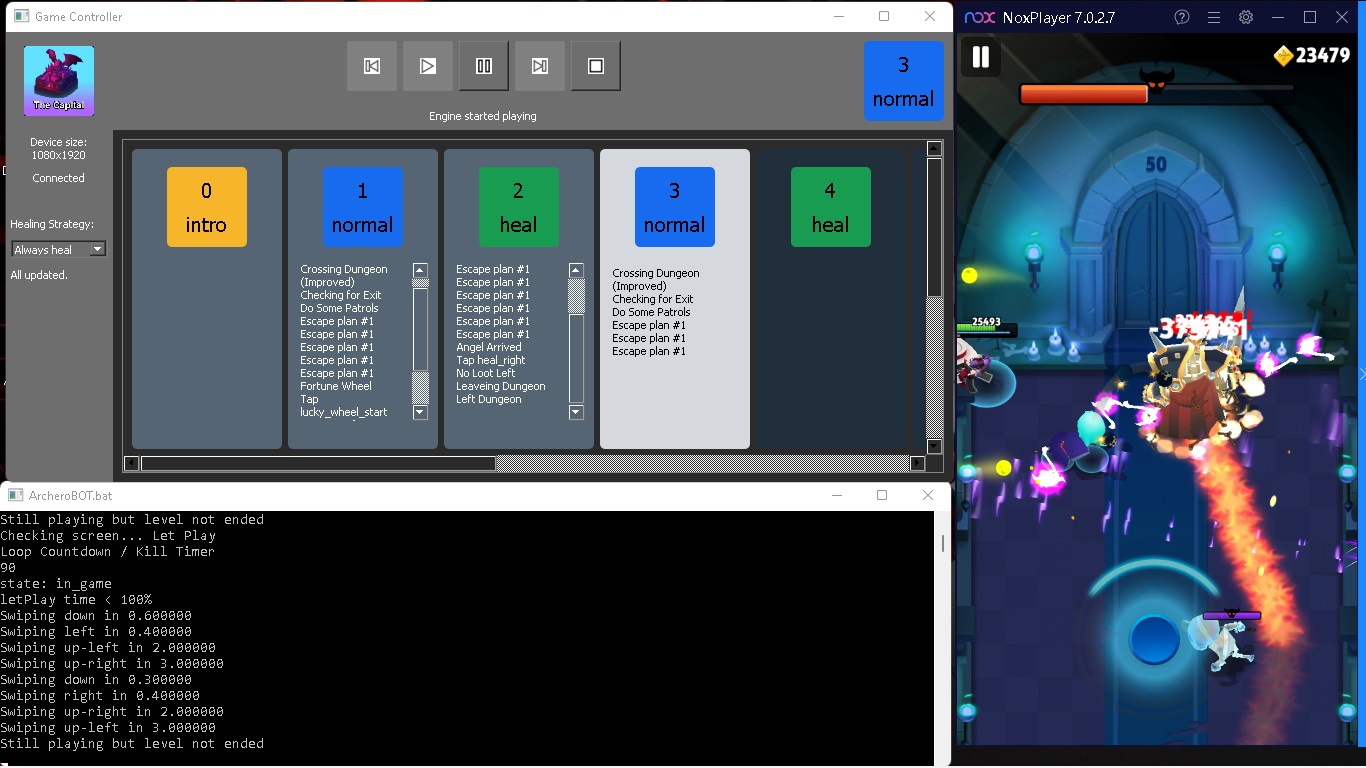 Game Controller
The Capital
Device size:
1080x1920
Connected
Healing Strategy:
Always heal
All updated.
Engine started playing
3
normal
0
intro
1
normal
Crossing Dungeon
(Improved)
Checking for Exit
Do Some Patrols
Escape plan #1
Escape plan #1
Escape plan #1
Escape plan #1
Escape plan #1
Fortune Wheel
Tap
lucky_wheel_start
2
heal
Escape plan #1
Escape plan #1
Escape plan #1
Escape plan #1
Escape plan #1
Escape plan #1
Angel Arrived
Tap heal_right
No Loot Left
Leaveing Dungeon
Left Dungeon
3
normal
Crossing Dungeon
(Improved)
Checking for Exit
Do Some Patrols
Escape plan #1
Escape plan #1
Escape plan #1
4
heal
ArcheroBOT.bat
Still playing but level not ended
Checking screen... Let Play
Loop Countdown / Kill Timer
90
state: in_game
letPlay time < 100%
Swiping down in 0.600000
Swiping left in 0.400000
Swiping up-left in 2.000000
Swiping up-right in 3.000000
Swiping down in 0.300000
Swiping right in 0.400000
Swiping up-right in 2.000000
Swiping up-left in 3.000000
Still playing but level not ended
nox NoxPlayer 7.0.2.7
23479
50
25493